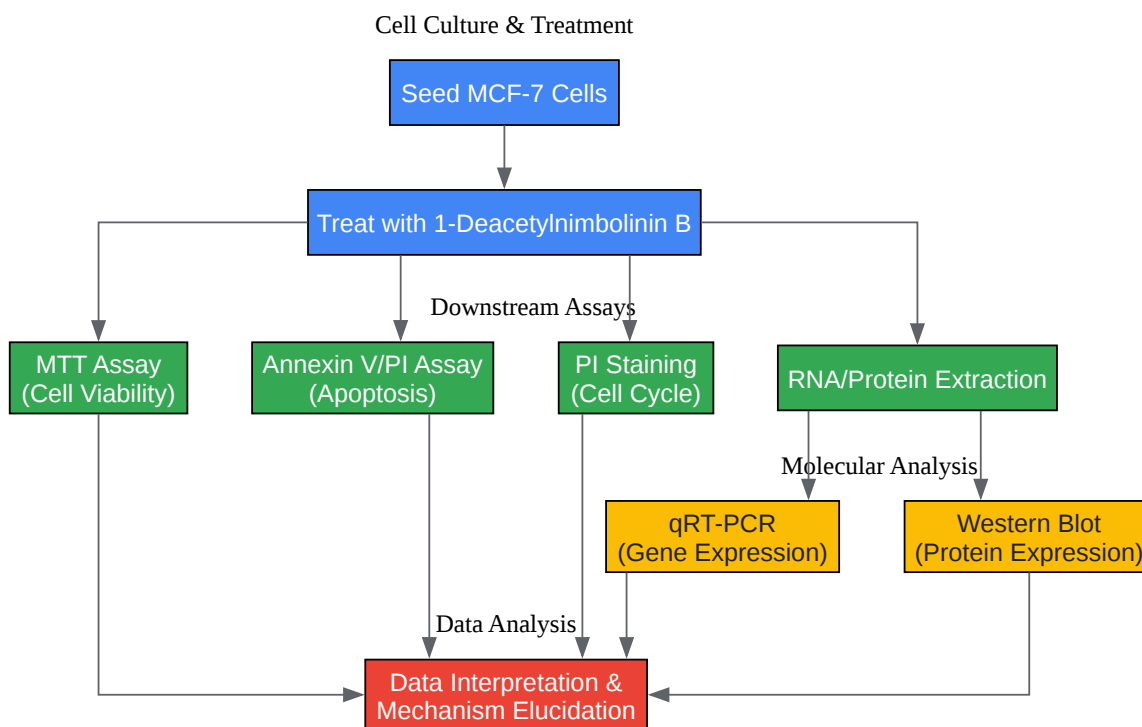 Cell Culture & Treatment
Seed MCF-7 Cells
Treat with 1-Deacetylnimbolinin B
Downstream Assays
MTT Assay
(Cell Viability)
Annexin V/PI Assay
(Apoptosis)
PI Staining
(Cell Cycle)
RNA/Protein Extraction
Molecular Analysis
qRT-PCR
(Gene Expression)
Western Blot
(Protein Expression)
Data Analysis
Data Interpretation &
Mechanism Elucidation